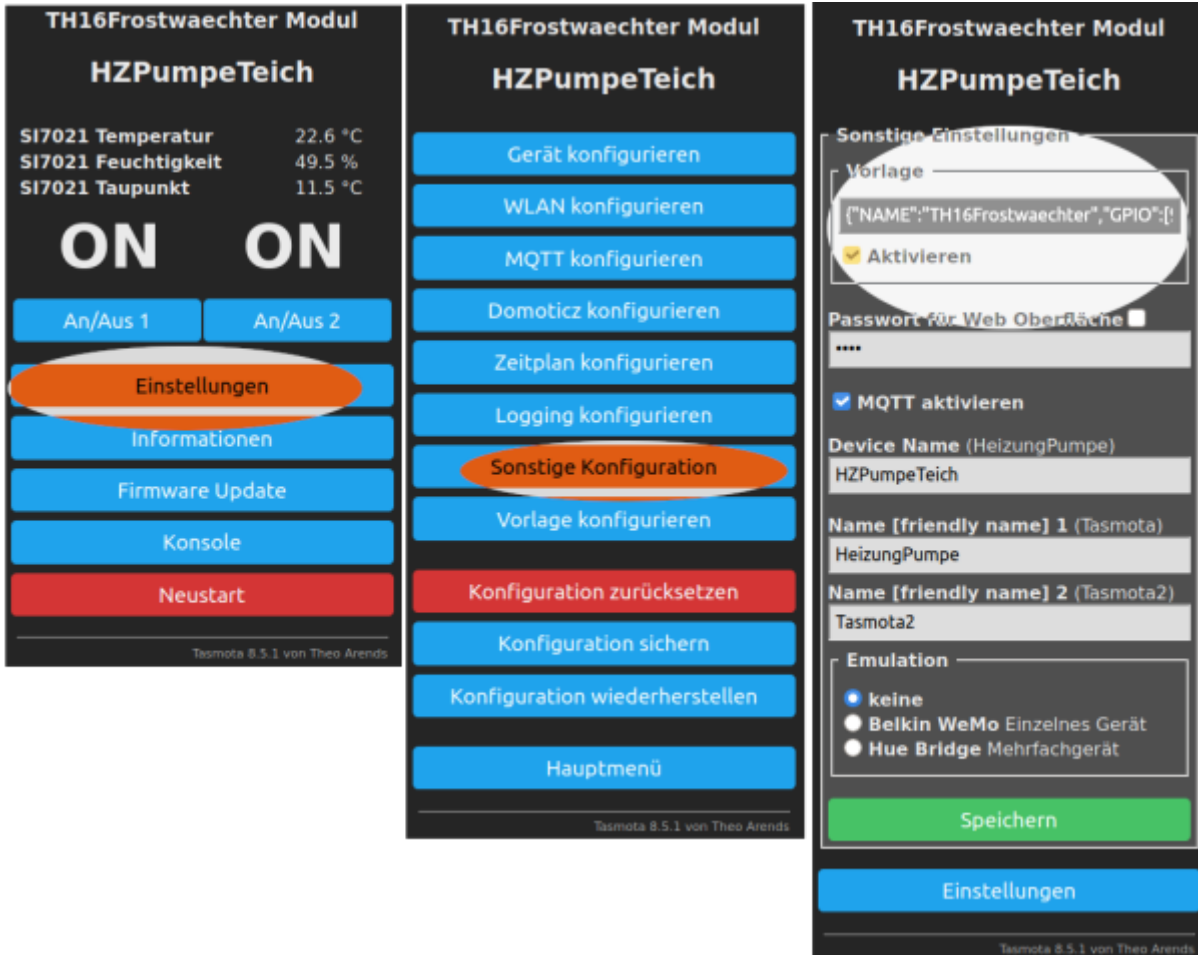 TH16Frostwaechter Modul
HZPumpeTeich
SI7021 Temperatur 22.6 °C
SI7021 Feuchtigkeit 49.5 %
SI7021 Taupunkt 11.5 °C
ON ON
An/Aus 1 An/Aus 2
Einstellungen
Informationen
Firmware Update
Konsole
Neustart
Tasmota 8.5.1 von Theo Arends
TH16Frostwaechter Modul
HZPumpeTeich
Gerät konfigurieren
WLAN konfigurieren
MQTT konfigurieren
Domoticz konfigurieren
Zeitplan konfigurieren
Logging konfigurieren
Sonstige Konfiguration
Vorlage konfigurieren
Konfiguration zurücksetzen
Konfiguration sichern
Konfiguration wiederherstellen
Hauptmenü
Tasmota 8.5.1 von Theo Arends
TH16Frostwaechter Modul
HZPumpeTeich
Sonstige Einstellungen
Vorlage
{"NAME":"TH16Frostwaechter","GPIO":[
Aktivieren
Passwort für Web Oberfläche
••••
MQTT aktivieren
Device Name (HeizungPumpe)
HZPumpeTeich
Name [friendly name] 1 (Tasmota)
HeizungPumpe
Name [friendly name] 2 (Tasmota2)
Tasmota2
Emulation
keine
Belkin WeMo Einzelnes Gerät
Hue Bridge Mehrfachgerät
Speichern
Einstellungen
Tasmota 8.5.1 von Theo Arends